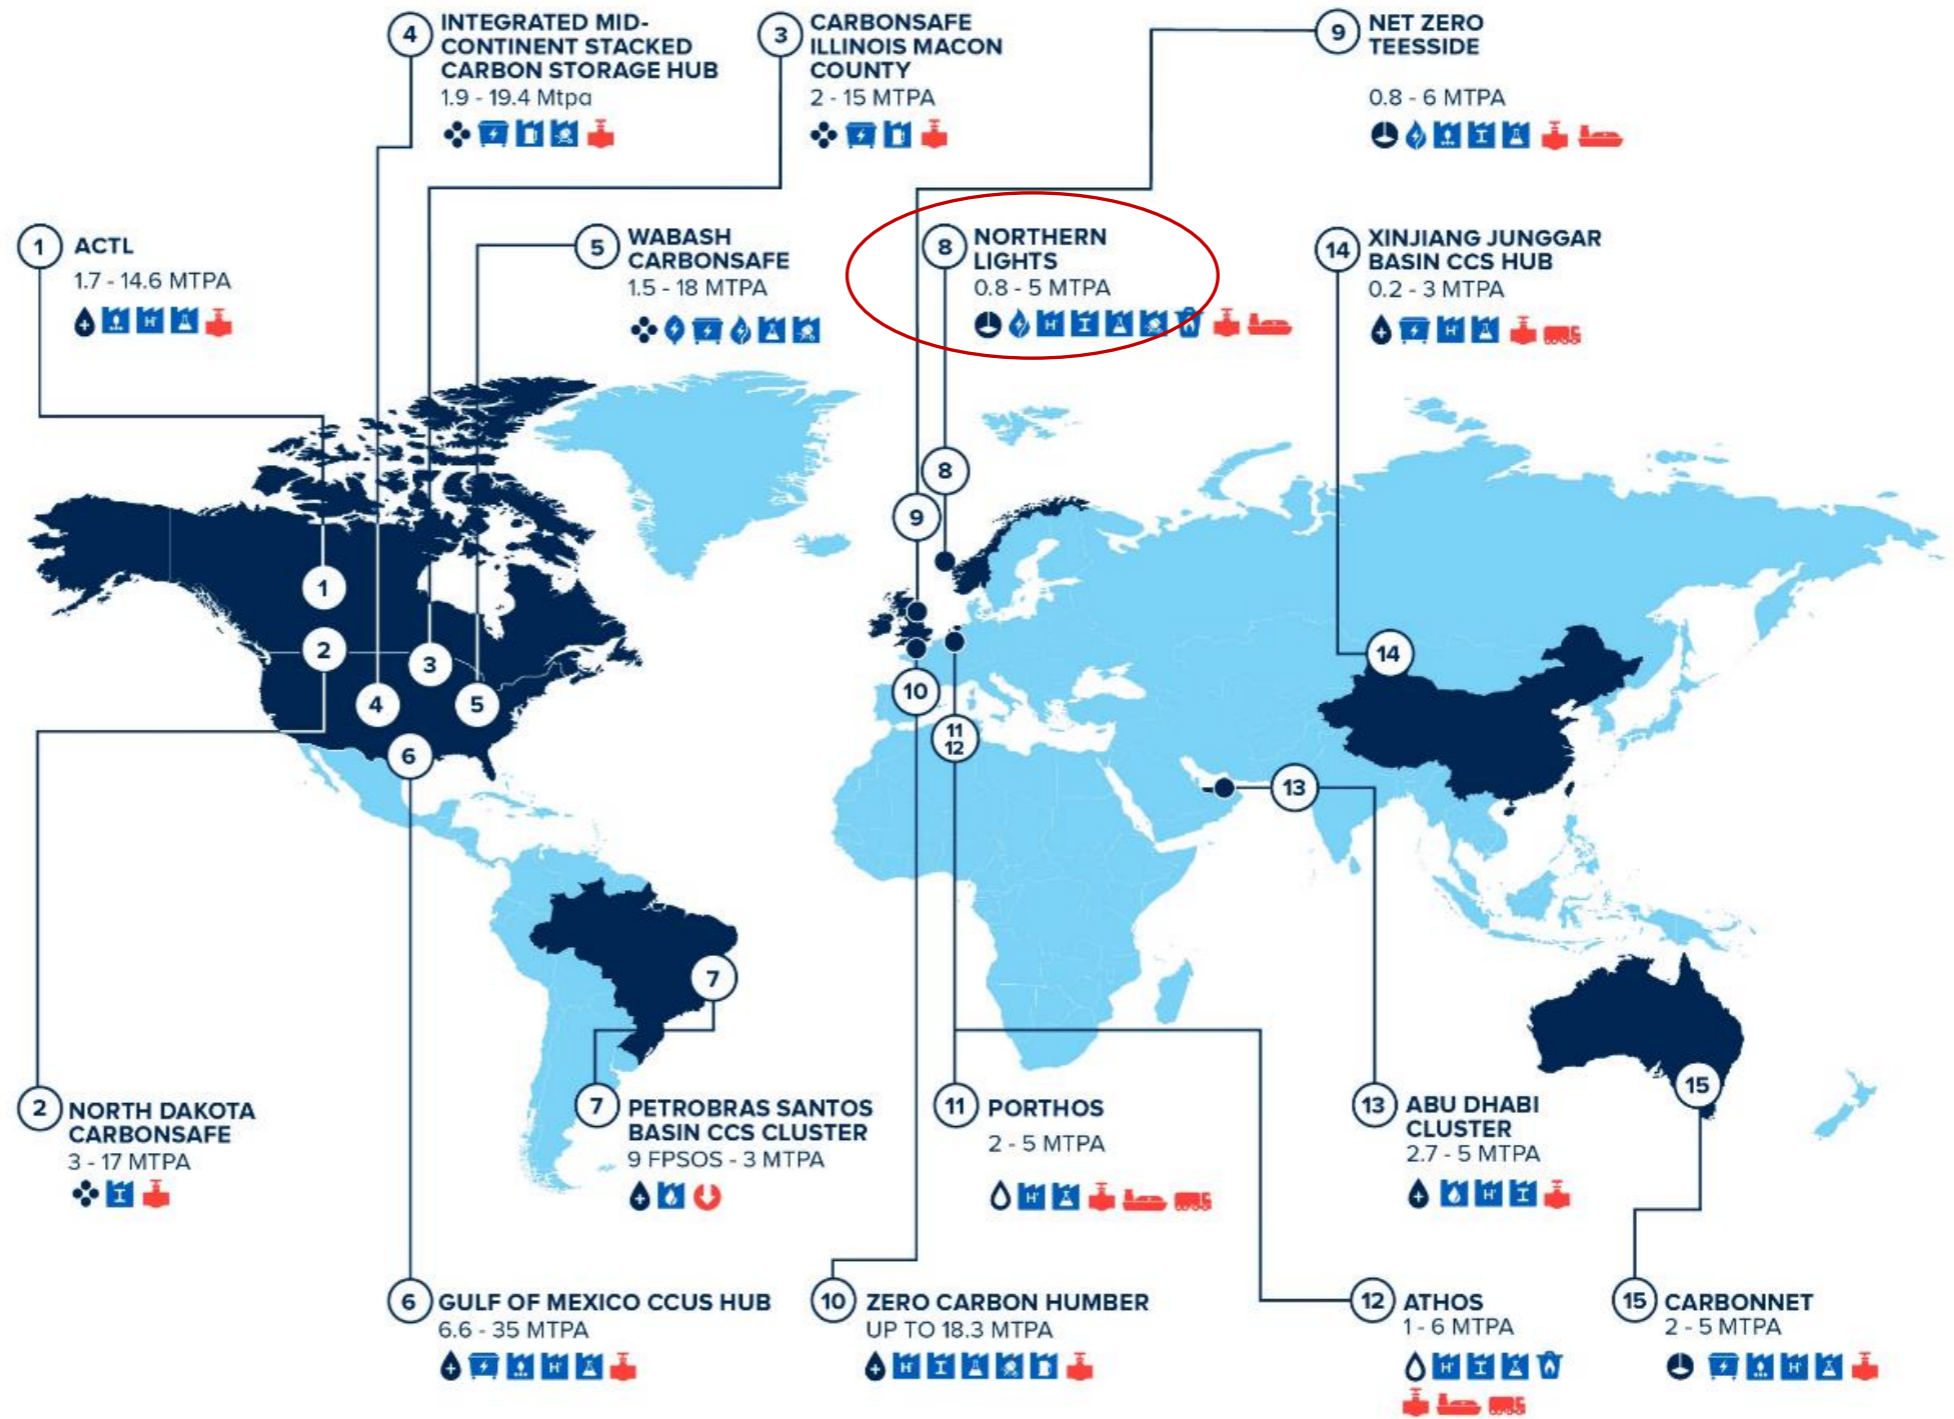 4
INTEGRATED MID-
CONTINENT STACKED
CARBON STORAGE HUB
1.9 - 19.4 Mtpa
3
CARBONSAFE
ILLINOIS MACON
COUNTY
2 - 15 MTPA
9
NET ZERO
TEESSIDE
0.8 - 6 MTPA
1
ACTL
1.7 - 14.6 MTPA
5
WABASH
CARBONSAFE
1.5 - 18 MTPA
8
NORTHERN
LIGHTS
0.8 - 5 MTPA
14
XINJIANG JUNGGAR
BASIN CCS HUB
0.2 - 3 MTPA
8
9
1
2
3
4
5
6
10
11
12
13
14
7
15
2
NORTH DAKOTA
CARBONSAFE
3 - 17 MTPA
7
PETROBRAS SANTOS
BASIN CCS CLUSTER
9 FPSOS - 3 MTPA
11
PORTHOS
2 - 5 MTPA
13
ABU DHABI
CLUSTER
2.7 - 5 MTPA
6
GULF OF MEXICO CCUS HUB
6.6 - 35 MTPA
10
ZERO CARBON HUMBER
UP TO 18.3 MTPA
12
ATHOS
1 - 6 MTPA
15
CARBONNET
2 - 5 MTPA